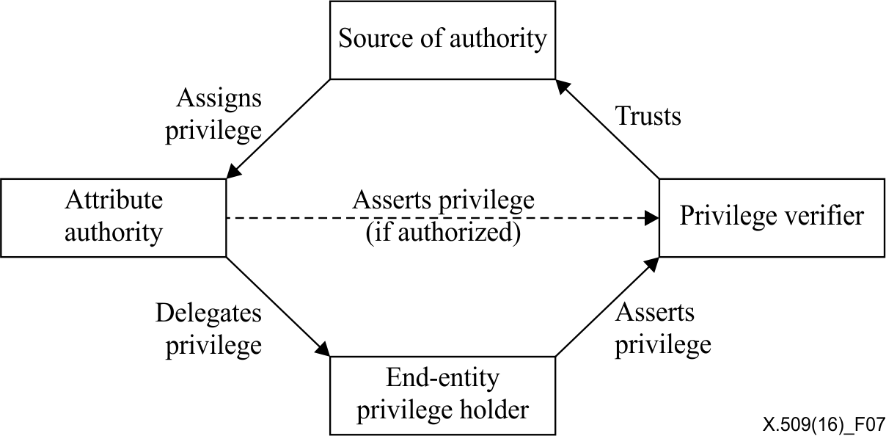 Source of authority
Assigns
privilege
Trusts
Attribute
authority
Asserts privilege
(if authorized)
Privilege verifier
Delegates
privilege
Asserts
privilege
End-entity
privilege holder
X.509(16)_F07